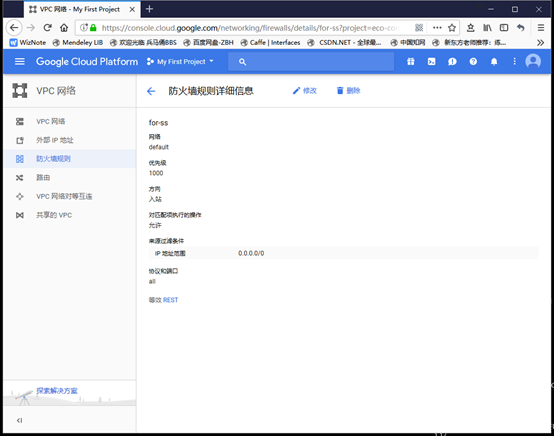 VPC 网络 - My First Project
https://console.cloud.google.com/networking/firewalls/details/for-ss?project=eco-com
WizNote Mendeley LIB 欢迎光临 兵马俑BBS 百度网盘-ZBH Caffe | Interfaces CSDN.NET - 全球最... 中国知网 新东方老师推荐：练...
Google Cloud Platform My First Project
VPC 网络 防火墙规则详细信息 修改 删除
VPC 网络
外部 IP 地址
防火墙规则
路由
VPC 网络对等互连
共享的 VPC
for-ss
网络
default
优先级
1000
方向
入站
对匹配项执行的操作
允许
来源过滤条件
IP 地址范围 0.0.0.0/0
协议和端口
all
等效 REST
探索解决方案